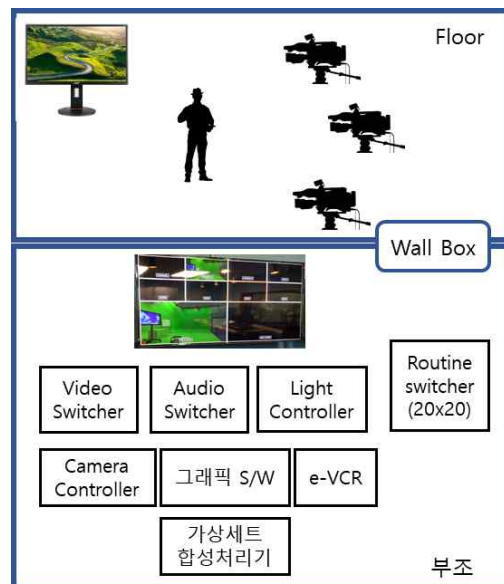 Floor
Wall Box
Video
Switcher
Audio
Switcher
Light
Controller
Routine
switcher
(20x20)
Camera
Controller
그래픽 S/W
e-VCR
가상세트
합성처리기
부조